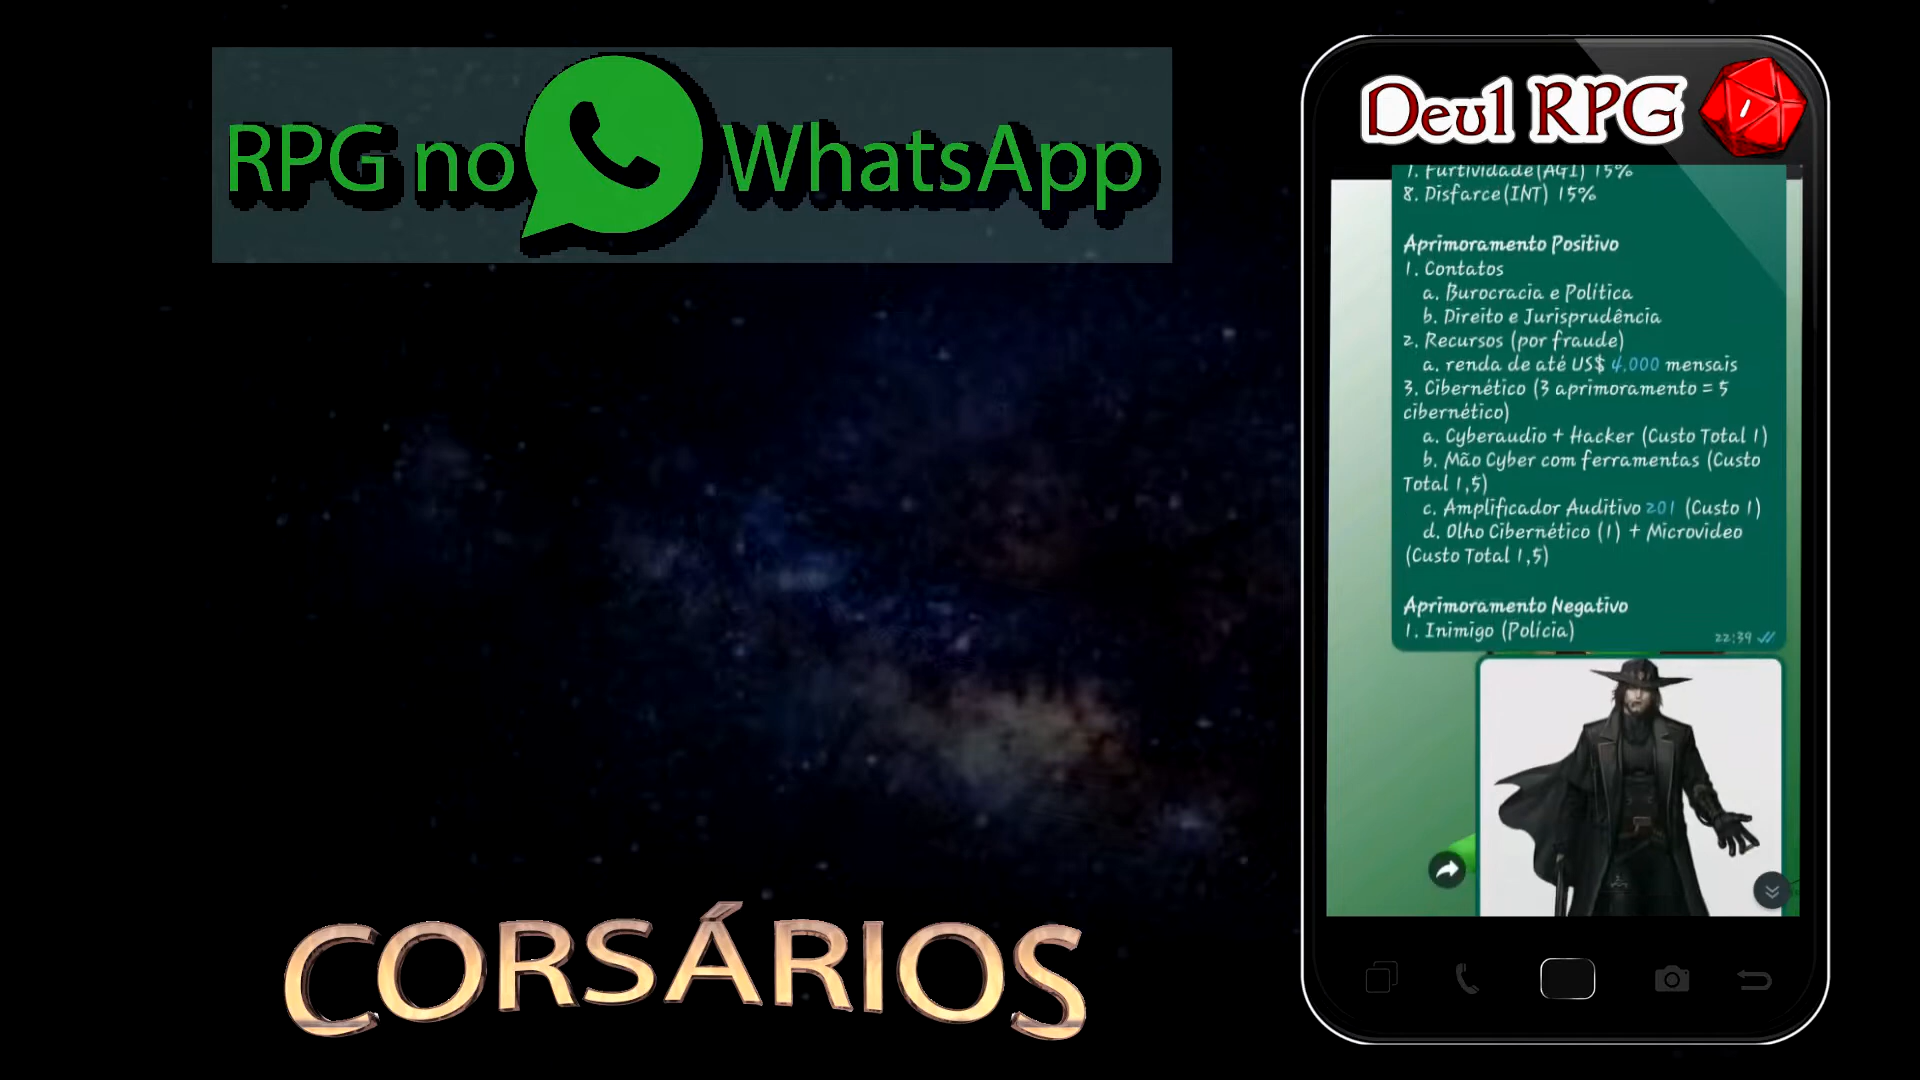 RPG no WhatsApp
Deu1 RPG
7. Furtividade(AGI) 15%
8. Disfarce(INT) 15%
Aprimoramento Positivo
1. Contatos
a. Burocracia e Política
b. Direito e Jurisprudência
2. Recursos (por fraude)
a. renda de até US$ 4.000 mensais
3. Cibernético (3 aprimoramento = 5
cibernético)
a. Cyberaudio + Hacker (Custo Total 1)
b. Mão Cyber com ferramentas (Custo
Total 1,5)
c. Amplificador Auditivo 201 (Custo 1)
d. Olho Cibernético (1) + Microvideo
(Custo Total 1,5)
Aprimoramento Negativo
1. Inimigo (Polícia)
22:39
CORSÁRIOS